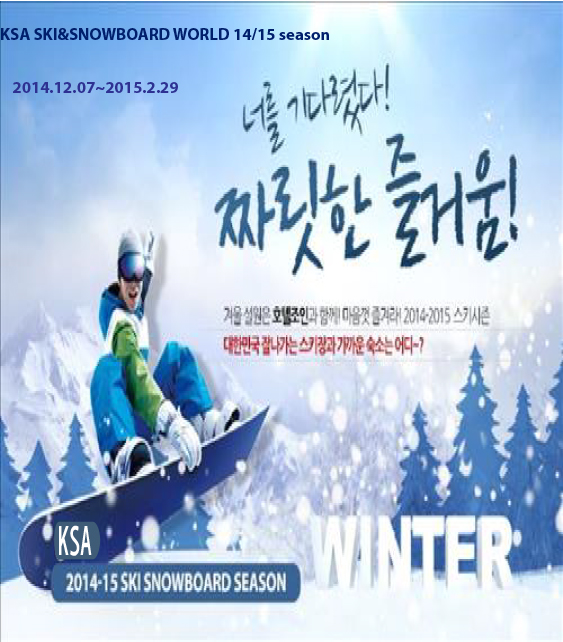 KSA SKI&SNOWBOARD WORLD 14/15 season
2014.12.07~2015.2.29
너를 기다렸다!
짜릿한 즐거움!
겨울 설원은 호텔조인과 함께! 마음껏 즐겨라! 2014-2015 스키시즌
대한민국 잘나가는 스키장과 가까운 숙소는 어디~?
KSA
2014-15 SKI SNOWBOARD SEASON
WINTER